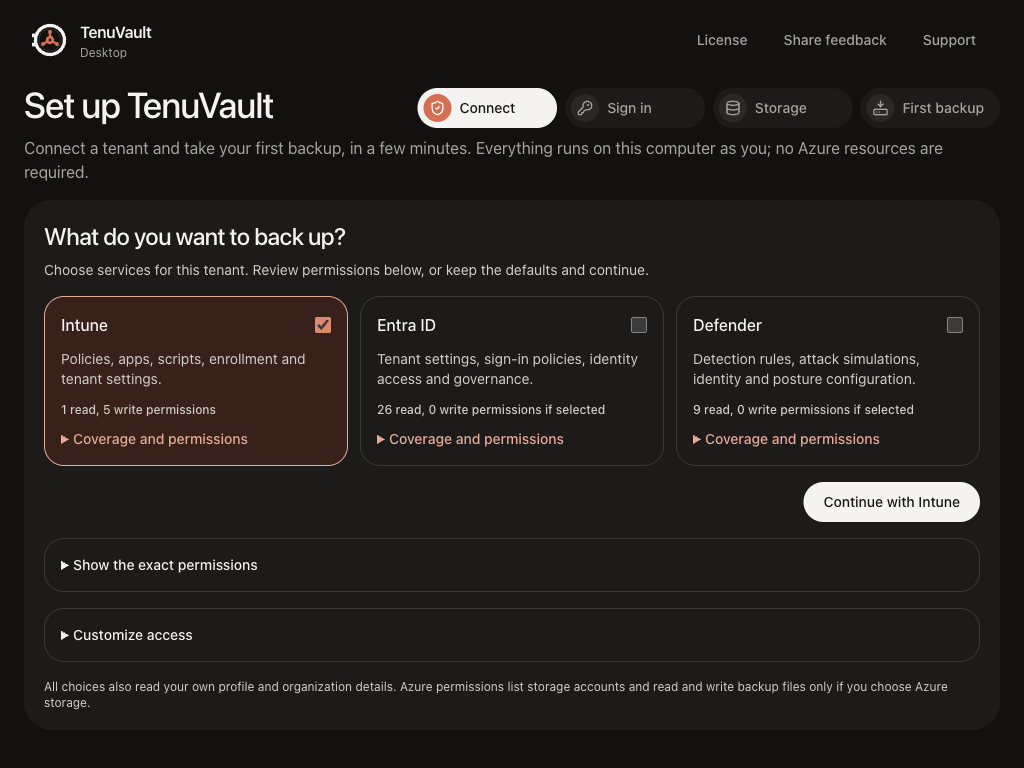 TenuVault
Desktop
License
Share feedback
Support
Set up TenuVault
Connect
Sign in
Storage
First backup
Connect a tenant and take your first backup, in a few minutes. Everything runs on this computer as you; no Azure resources are
required.
What do you want to back up?
Choose services for this tenant. Review permissions below, or keep the defaults and continue.
Intune
Policies, apps, scripts, enrollment and
tenant settings.
1 read, 5 write permissions
Coverage and permissions
Entra ID
Tenant settings, sign-in policies, identity
access and governance.
26 read, 0 write permissions if selected
Coverage and permissions
Defender
Detection rules, attack simulations,
identity and posture configuration.
9 read, 0 write permissions if selected
Coverage and permissions
Continue with Intune
Show the exact permissions
Customize access
All choices also read your own profile and organization details. Azure permissions list storage accounts and read and write backup files only if you choose Azure
storage.